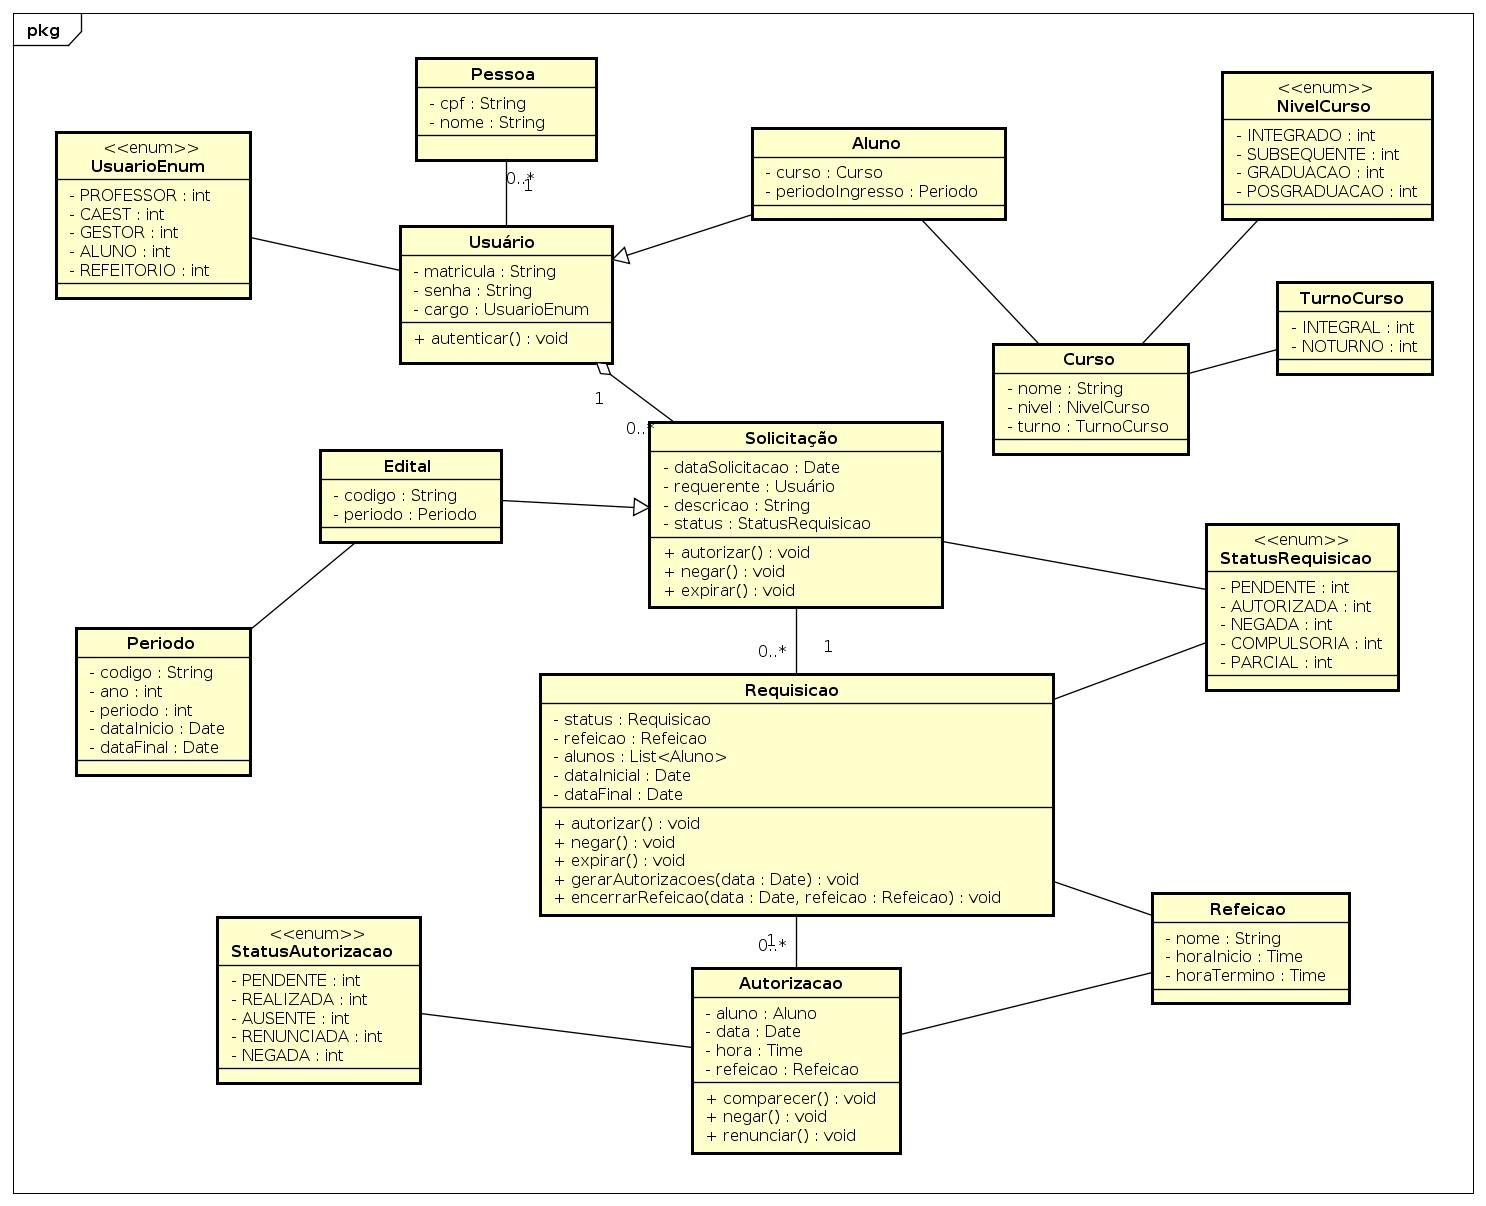 pkg
Pessoa
- cpf : String
- nome : String
<<enum>>
UsuarioEnum
- PROFESSOR : int
- CAEST : int
- GESTOR : int
- ALUNO : int
- REFEITORIO : int
0..*
1
Usuário
- matricula : String
- senha : String
- cargo : UsuarioEnum
+ autenticar() : void
Aluno
- curso : Curso
- periodoIngresso : Periodo
<<enum>>
NivelCurso
- INTEGRADO : int
- SUBSEQUENTE : int
- GRADUACAO : int
- POSGRADUACAO : int
TurnoCurso
- INTEGRAL : int
- NOTURNO : int
Curso
- nome : String
- nivel : NivelCurso
- turno : TurnoCurso
1
0..*
Solicitação
- dataSolicitacao : Date
- requerente : Usuário
- descricao : String
- status : StatusRequisicao
+ autorizar() : void
+ negar() : void
+ expirar() : void
Edital
- codigo : String
- periodo : Periodo
Periodo
- codigo : String
- ano : int
- periodo : int
- dataInicio : Date
- dataFinal : Date
<<enum>>
StatusRequisicao
- PENDENTE : int
- AUTORIZADA : int
- NEGADA : int
- COMPULSORIA : int
- PARCIAL : int
0..*
1
Requisicao
- status : Requisicao
- refeicao : Refeicao
- alunos : List<Aluno>
- dataInicial : Date
- dataFinal : Date
+ autorizar() : void
+ negar() : void
+ expirar() : void
+ gerarAutorizacoes(data : Date) : void
+ encerrarRefeicao(data : Date, refeicao : Refeicao) : void
Refeicao
- nome : String
- horaInicio : Time
- horaTermino : Time
<<enum>>
StatusAutorizacao
- PENDENTE : int
- REALIZADA : int
- AUSENTE : int
- RENUNCIADA : int
- NEGADA : int
1
0..*
Autorizacao
- aluno : Aluno
- data : Date
- hora : Time
- refeicao : Refeicao
+ comparecer() : void
+ negar() : void
+ renunciar() : void